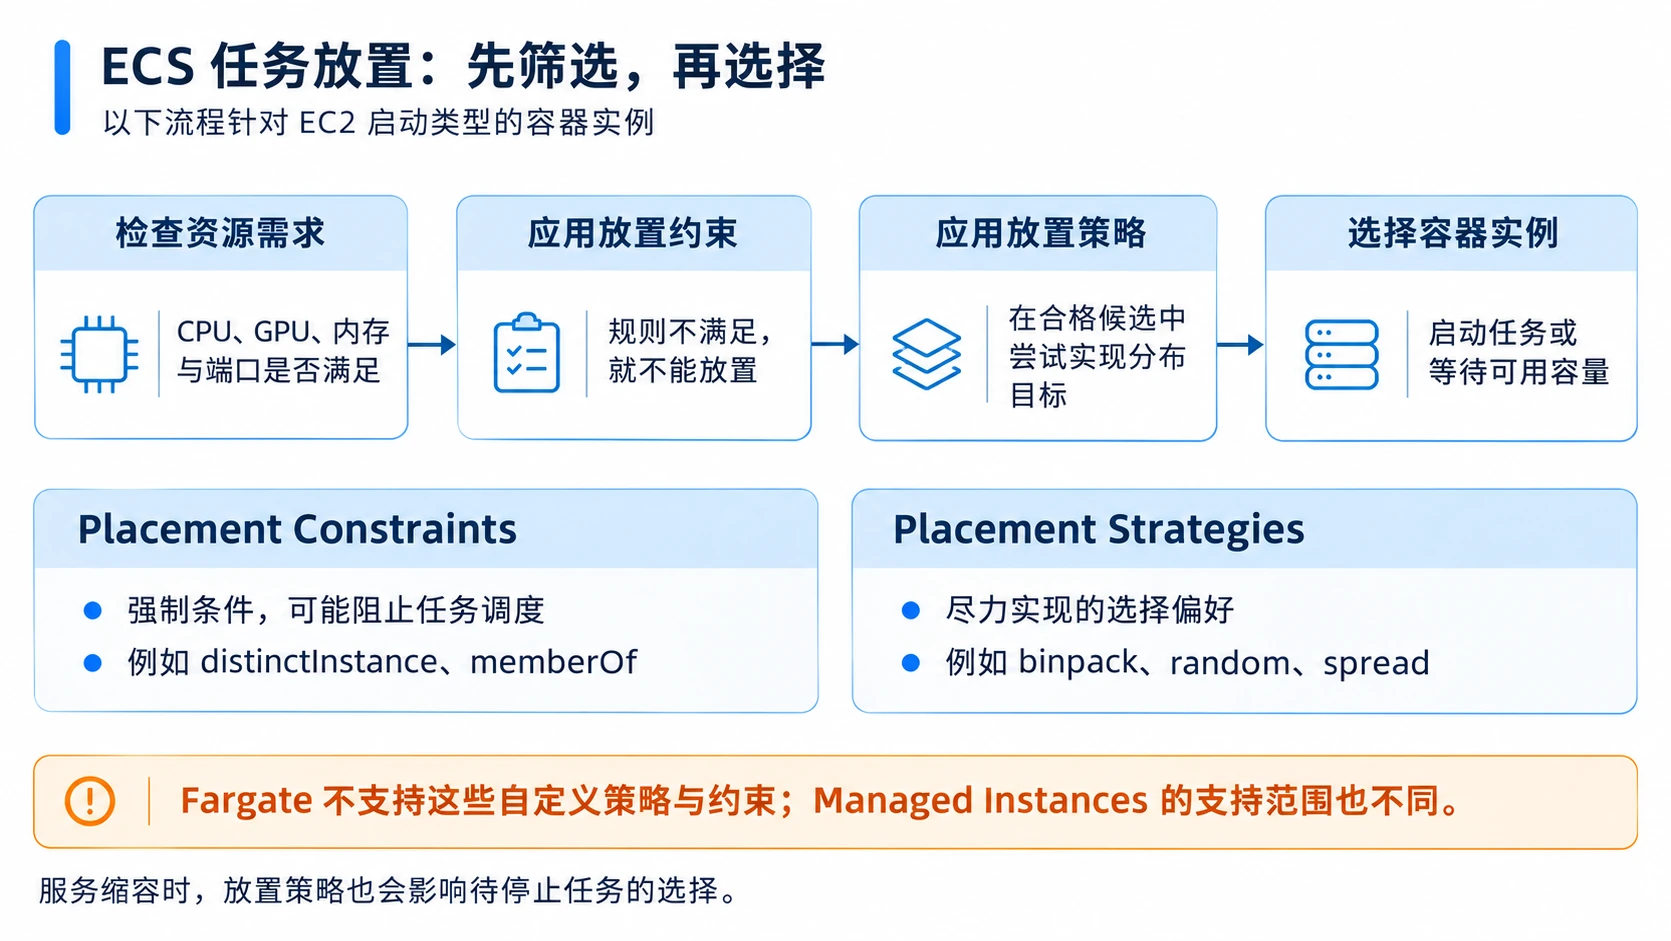 ECS 任务放置：先筛选，再选择
以下流程针对 EC2 启动类型的容器实例
检查资源需求
CPU、GPU、内存
与端口是否满足
应用放置约束
规则不满足，
就不能放置
应用放置策略
在合格候选中
尝试实现分布
目标
选择容器实例
启动任务或
等待可用容量
Placement Constraints
强制条件，可能阻止任务调度
例如 distinctInstance、memberOf
Placement Strategies
尽力实现的选择偏好
例如 binpack、random、spread
Fargate 不支持这些自定义策略与约束；Managed Instances 的支持范围也不同。
服务缩容时，放置策略也会影响待停止任务的选择。